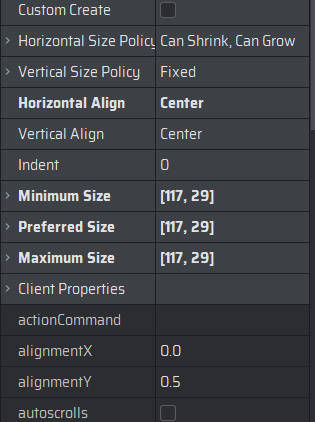 Custom Create
Horizontal Size Policy Can Shrink, Can Grow
Vertical Size Policy Fixed
Horizontal Align Center
Vertical Align Center
Indent 0
Minimum Size [117, 29]
Preferred Size [117, 29]
Maximum Size [117, 29]
Client Properties
actionCommand
alignmentX 0.0
alignmentY 0.5
autoscrolls